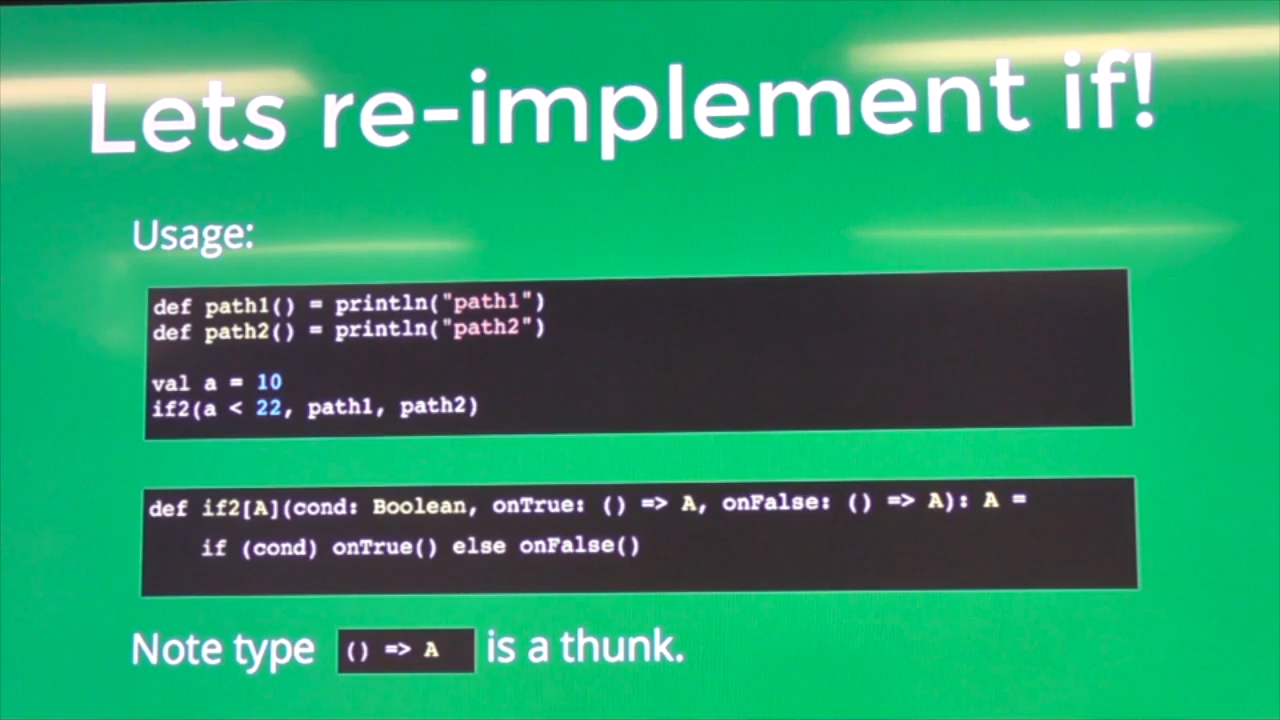 Lets re-implement if!
Usage:
def path1() = println("path1")
def path2() = println("path2")
val a = 10
if2(a < 22, path1, path2)
def if2[A](cond: Boolean, onTrue: () => A, onFalse: () => A): A =
if (cond) onTrue() else onFalse()
Note type () => A is a thunk.